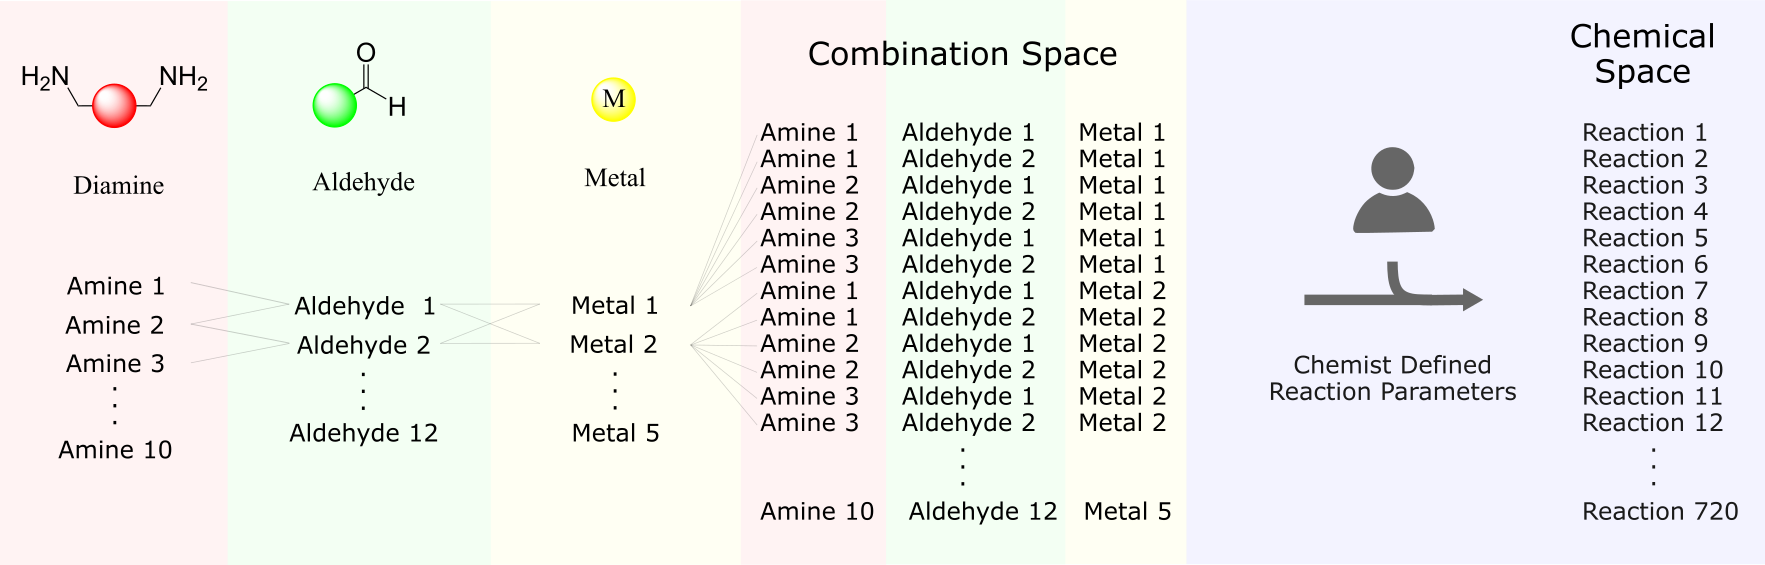 H2N NH2
Diamine
Amine 1
Amine 2
Amine 3
Amine 10
O
H
Aldehyde
Aldehyde 1
Aldehyde 2
Aldehyde 12
M
Metal
Metal 1
Metal 2
Metal 5
Combination Space
Amine 1 Aldehyde 1 Metal 1
Amine 1 Aldehyde 2 Metal 1
Amine 2 Aldehyde 1 Metal 1
Amine 2 Aldehyde 2 Metal 1
Amine 3 Aldehyde 1 Metal 1
Amine 3 Aldehyde 2 Metal 1
Amine 1 Aldehyde 1 Metal 2
Amine 1 Aldehyde 2 Metal 2
Amine 2 Aldehyde 1 Metal 2
Amine 2 Aldehyde 2 Metal 2
Amine 3 Aldehyde 1 Metal 2
Amine 3 Aldehyde 2 Metal 2
Amine 10 Aldehyde 12 Metal 5
Chemist Defined
Reaction Parameters
Chemical
Space
Reaction 1
Reaction 2
Reaction 3
Reaction 4
Reaction 5
Reaction 6
Reaction 7
Reaction 8
Reaction 9
Reaction 10
Reaction 11
Reaction 12
Reaction 720